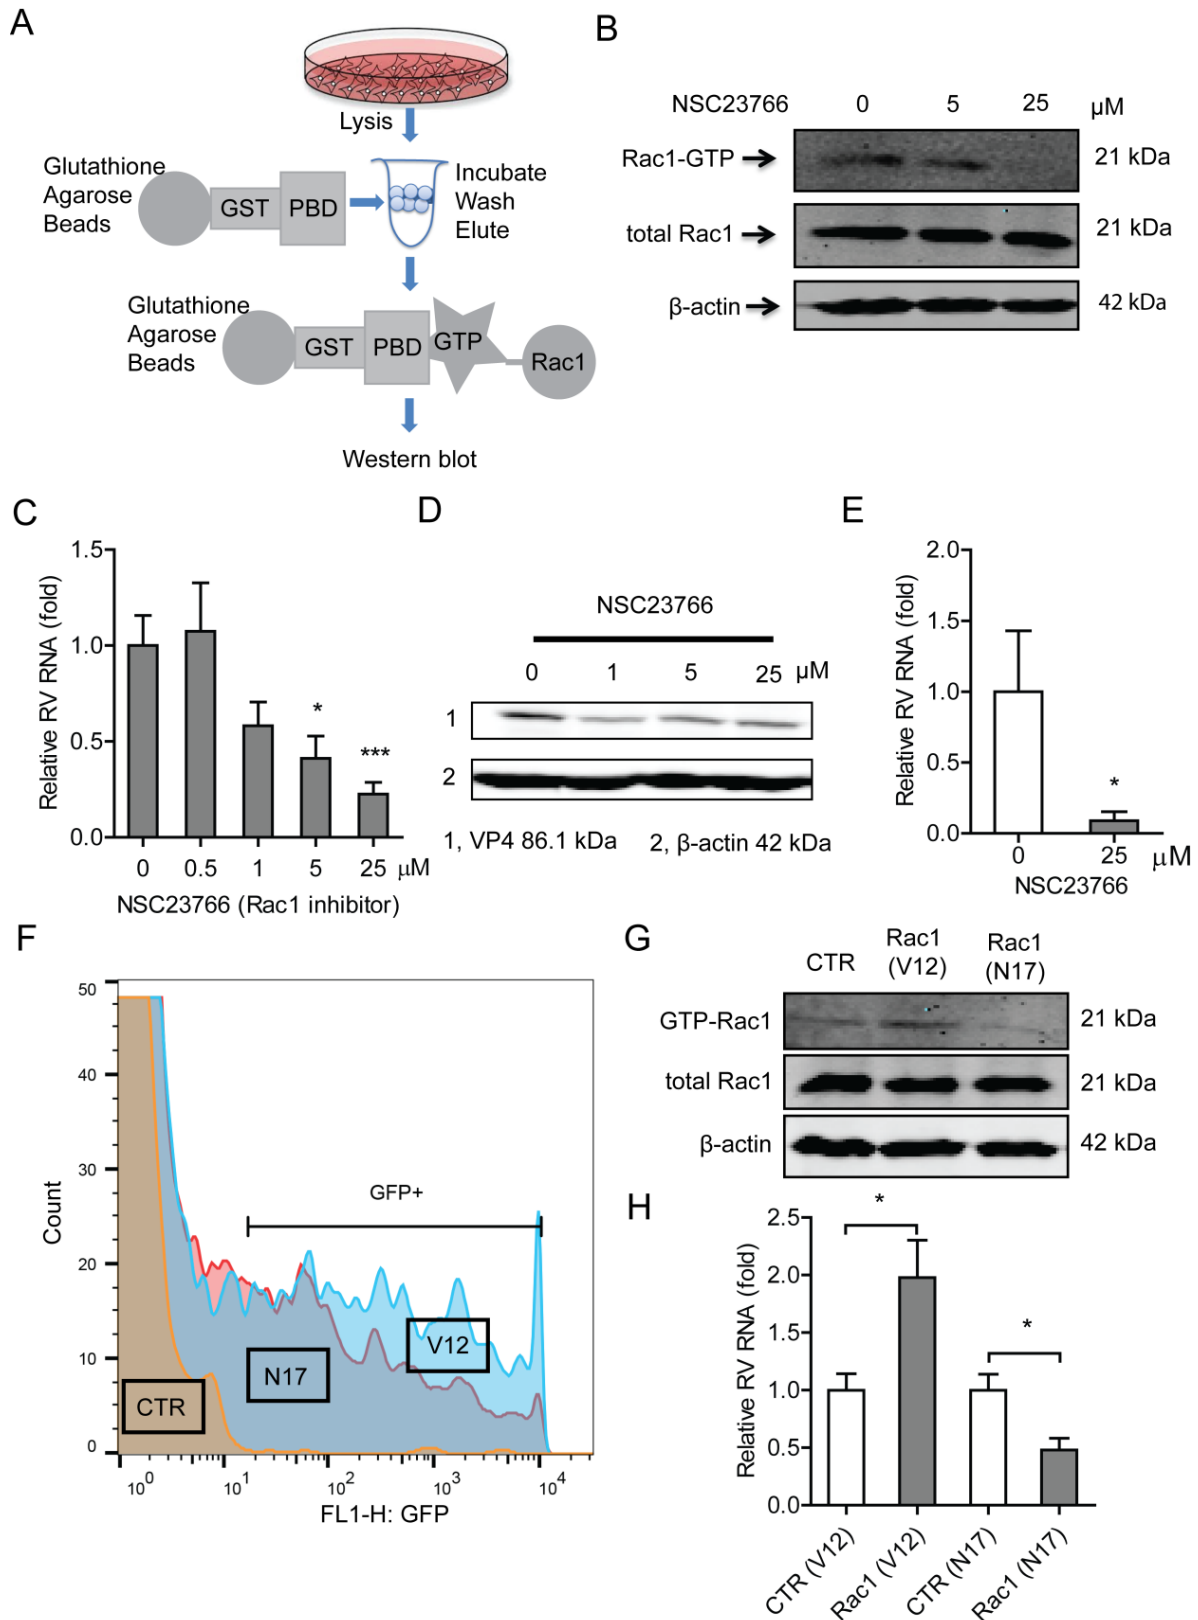 A
Lysis
Glutathione
Agarose
Beads
GST
PBD
Incubate
Wash
Elute
Glutathione
Agarose
Beads
GST
PBD
GTP
Rac1
Western blot
B
NSC23766 0 5 25 µM
Rac1-GTP 21 kDa
total Rac1 21 kDa
β-actin 42 kDa
C
Relative RV RNA (fold)
1.5
1.0
0.5
0.0
*
***
0 0.5 1 5 25 µM
NSC23766 (Rac1 inhibitor)
D
NSC23766
0 1 5 25 µM
1
2
1, VP4 86.1 kDa 2, β-actin 42 kDa
E
Relative RV RNA (fold)
2.0
1.5
1.0
0.5
0.0
*
0 25 µM
NSC23766
F
Count
50
40
30
20
10
0
GFP+
V12
N17
CTR
10⁰ 10¹ 10² 10³ 10⁴
FL1-H: GFP
G
CTR
Rac1
(V12)
Rac1
(N17)
GTP-Rac1 21 kDa
total Rac1 21 kDa
β-actin 42 kDa
H
Relative RV RNA (fold)
2.5
2.0
1.5
1.0
0.5
0.0
*
*
CTR (V12)
Rac1 (V12)
CTR (N17)
Rac1 (N17)